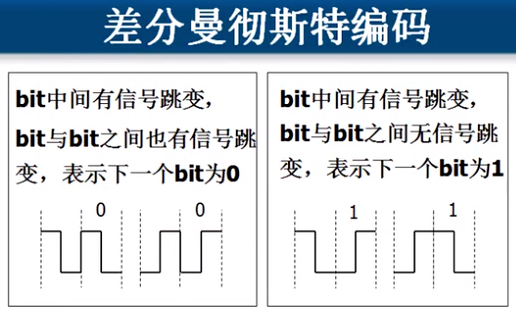 差分曼彻斯特编码
bit中间有信号跳变，
bit与bit之间也有信号跳
变，表示下一个bit为0
0 0
bit中间有信号跳变，
bit与bit之间无信号跳
变，表示下一个bit为1
1 1